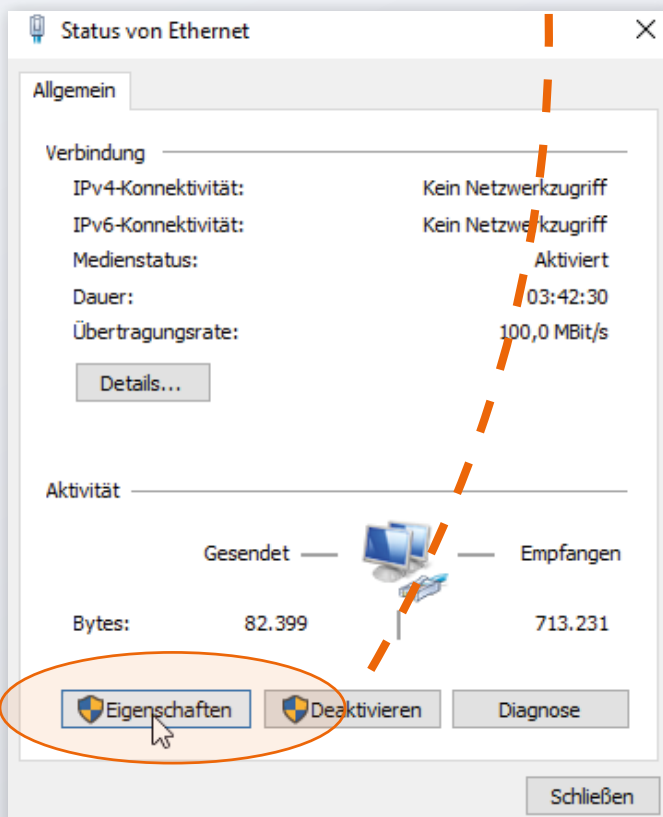 Status von Ethernet
Allgemein
Verbindung
IPv4-Konnektivität: Kein Netzwerkzugriff
IPv6-Konnektivität: Kein Netzwerkzugriff
Medienstatus: Aktiviert
Dauer: 03:42:30
Übertragungsrate: 100,0 MBit/s
Details...
Aktivität
Gesendet Empfangen
Bytes: 82.399 713.231
Eigenschaften Deaktivieren Diagnose
Schließen